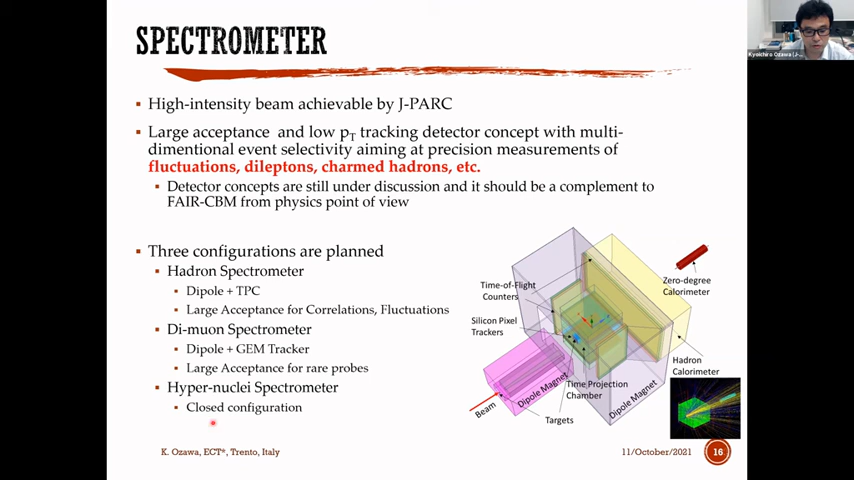 SPECTROMETER
▪ High-intensity beam achievable by J-PARC
▪ Large acceptance and low pT tracking detector concept with multi-
dimentional event selectivity aiming at precision measurements of
fluctuations, dileptons, charmed hadrons, etc.
▪ Detector concepts are still under discussion and it should be a complement to
FAIR-CBM from physics point of view
▪ Three configurations are planned
▪ Hadron Spectrometer
▪ Dipole + TPC
▪ Large Acceptance for Correlations, Fluctuations
▪ Di-muon Spectrometer
▪ Dipole + GEM Tracker
▪ Large Acceptance for rare probes
▪ Hyper-nuclei Spectrometer
▪ Closed configuration
Time-of-Flight
Counters
Silicon Pixel
Trackers
Zero-degree
Calorimeter
Hadron
Calorimeter
Time Projection
Chamber
Dipole Magnet
Dipole Magnet
Beam
Targets
K. Ozawa, ECT*, Trento, Italy
11/October/2021
16
Kyoichiro Ozawa (J-...